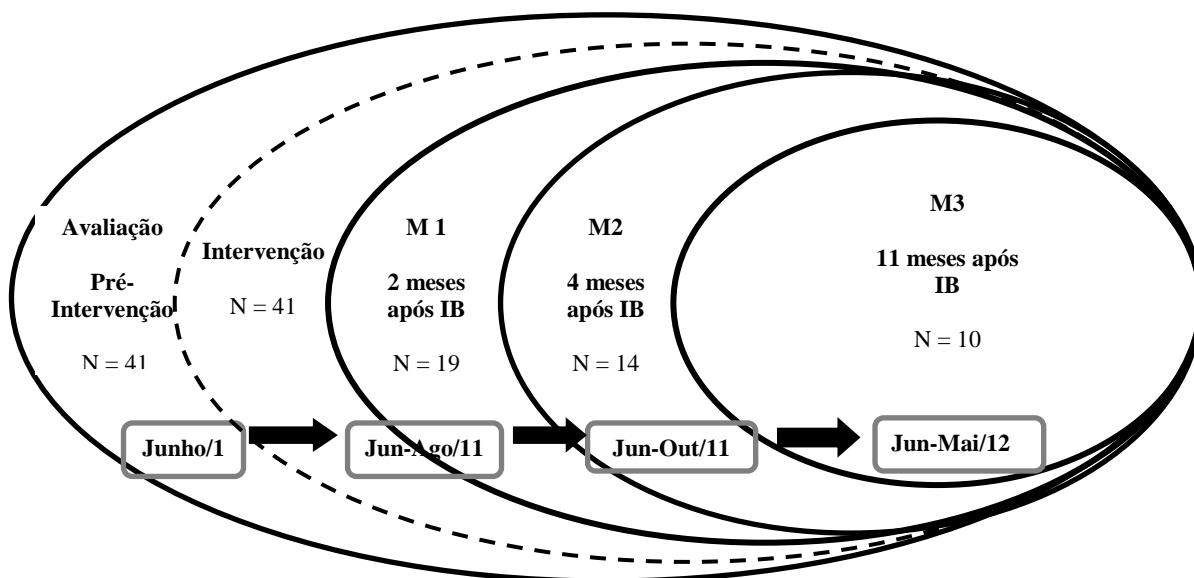 Avaliação
Pré-
Intervenção
N = 41
Intervenção
N = 41
M 1
2 meses
após IB
N = 19
M2
4 meses
após IB
N = 14
M3
11 meses após
IB
N = 10
Junho/1
Jun-Ago/11
Jun-Out/11
Jun-Mai/12